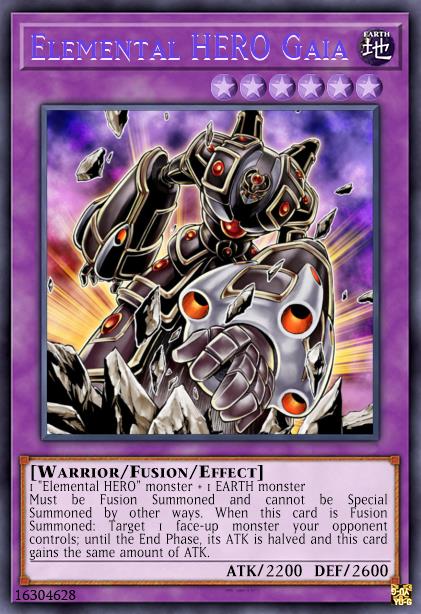 Elemental HERO Gaia
EARTH
地
[Warrior/Fusion/Effect]
1 "Elemental HERO" monster + 1 EARTH monster
Must be Fusion Summoned and cannot be Special
Summoned by other ways. When this card is Fusion
Summoned: Target 1 face-up monster your opponent
controls; until the End Phase, its ATK is halved and this card
gains the same amount of ATK.
ATK/2200 DEF/2600
16304628